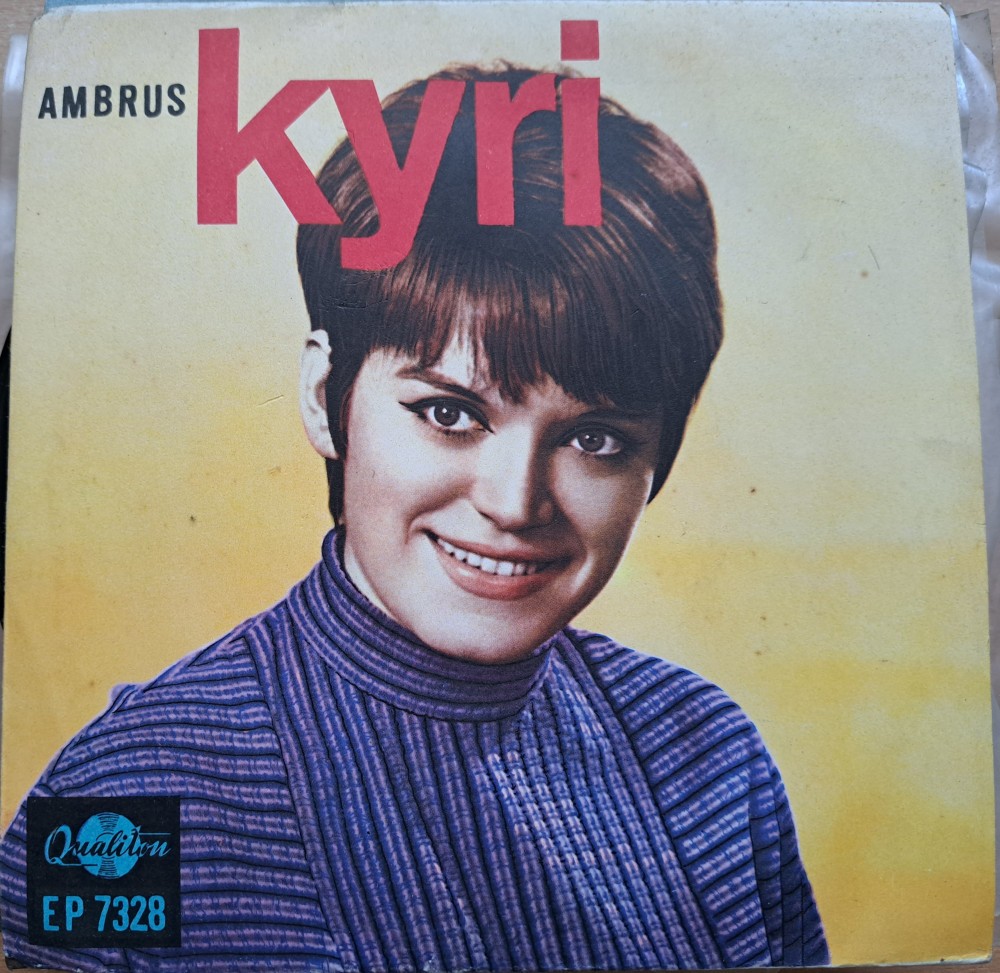 AMBRUS
kyri
Qualiton
EP 7328